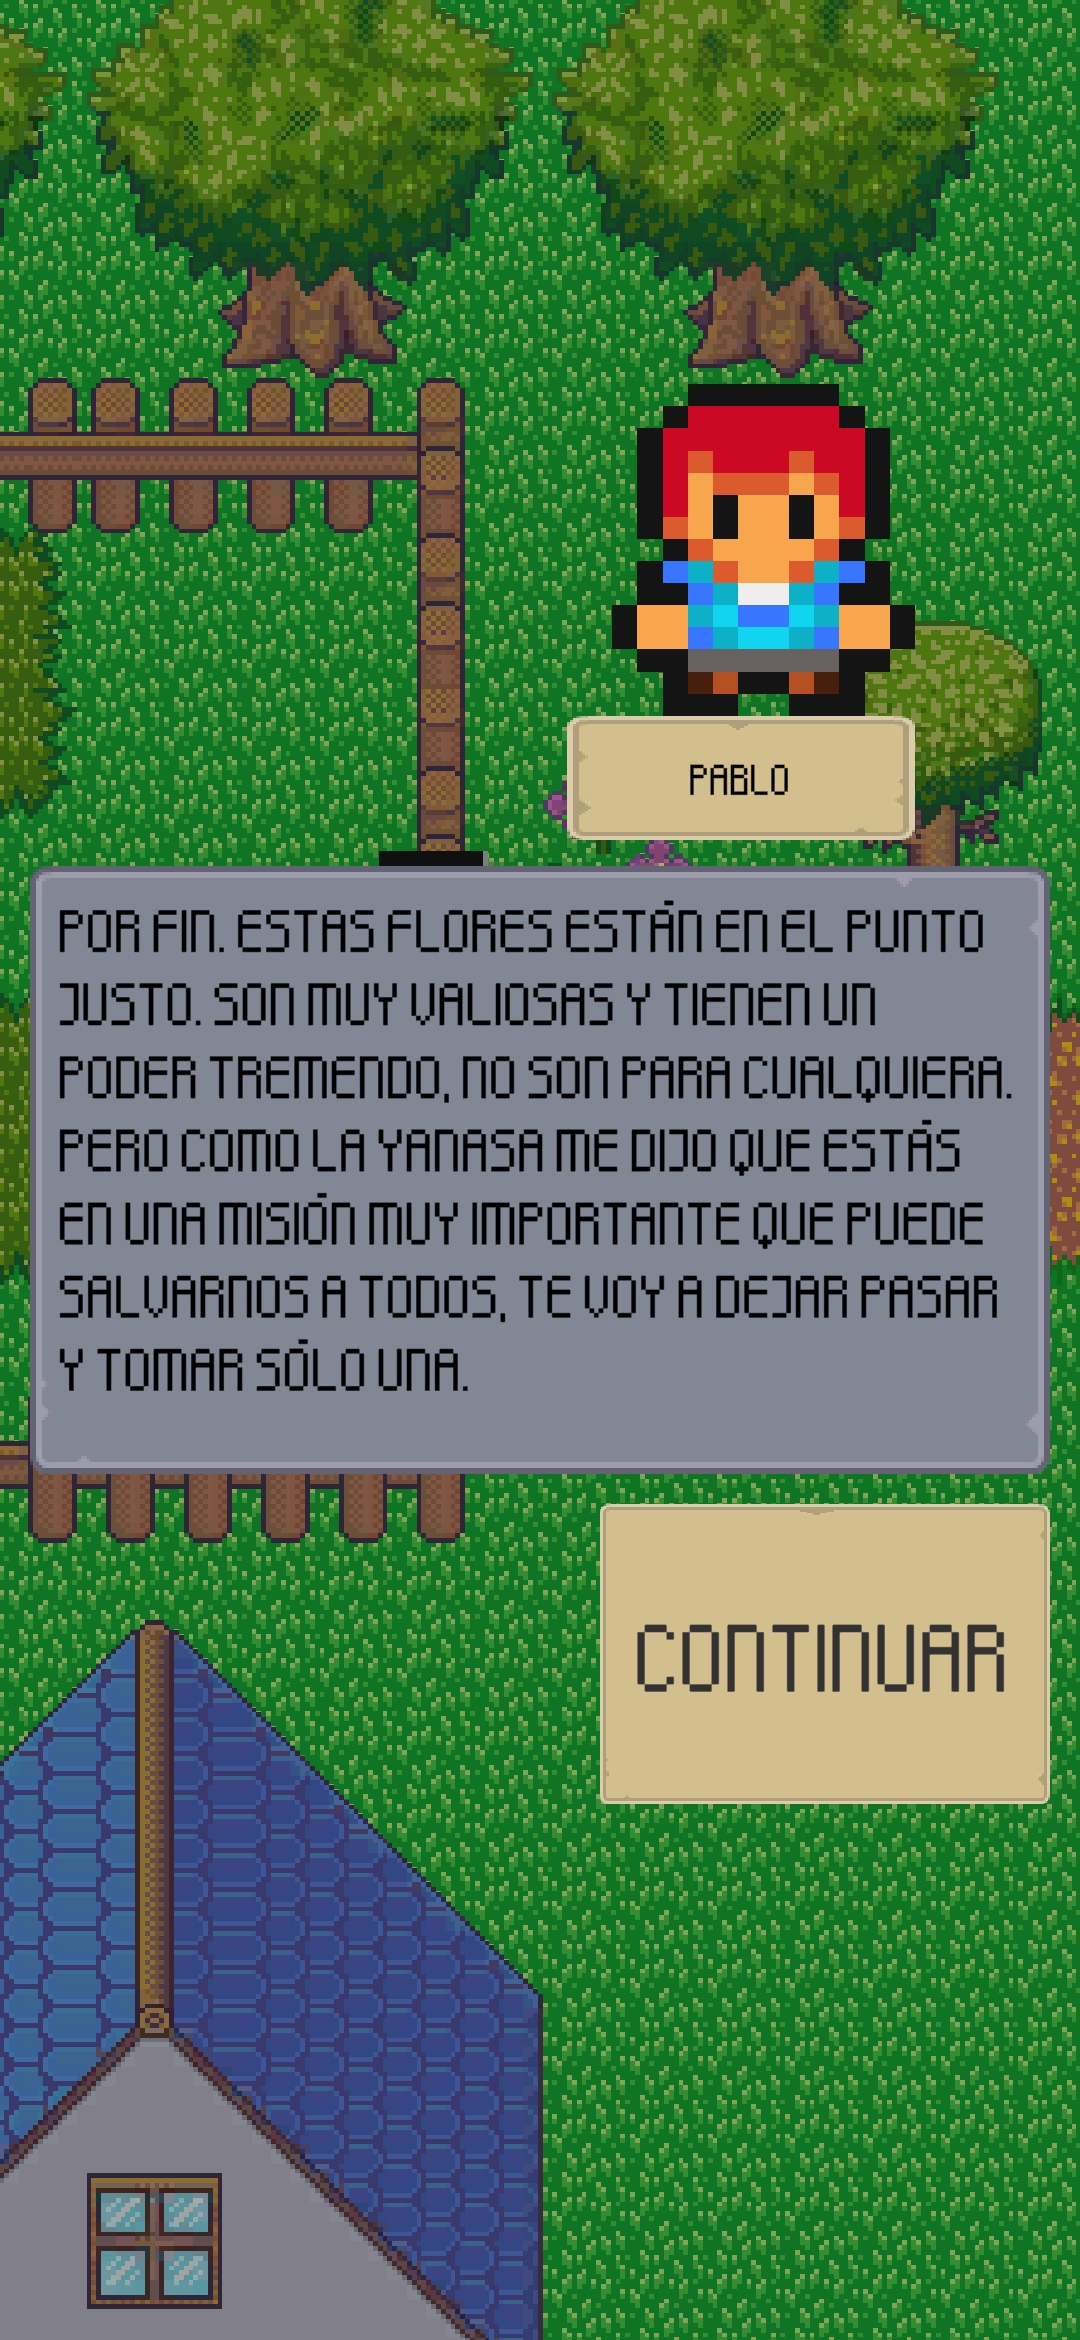 PABLO
POR FIN. ESTAS FLORES ESTÁN EN EL PUNTO
JUSTO. SON MUY VALIOSAS Y TIENEN UN
PODER TREMENDO, NO SON PARA CUALQUIERA.
PERO COMO LA YANASA ME DIJO QUE ESTÁS
EN UNA MISIÓN MUY IMPORTANTE QUE PUEDE
SALVARNOS A TODOS, TE VOY A DEJAR PASAR
Y TOMAR SÓLO UNA.
CONTINUAR